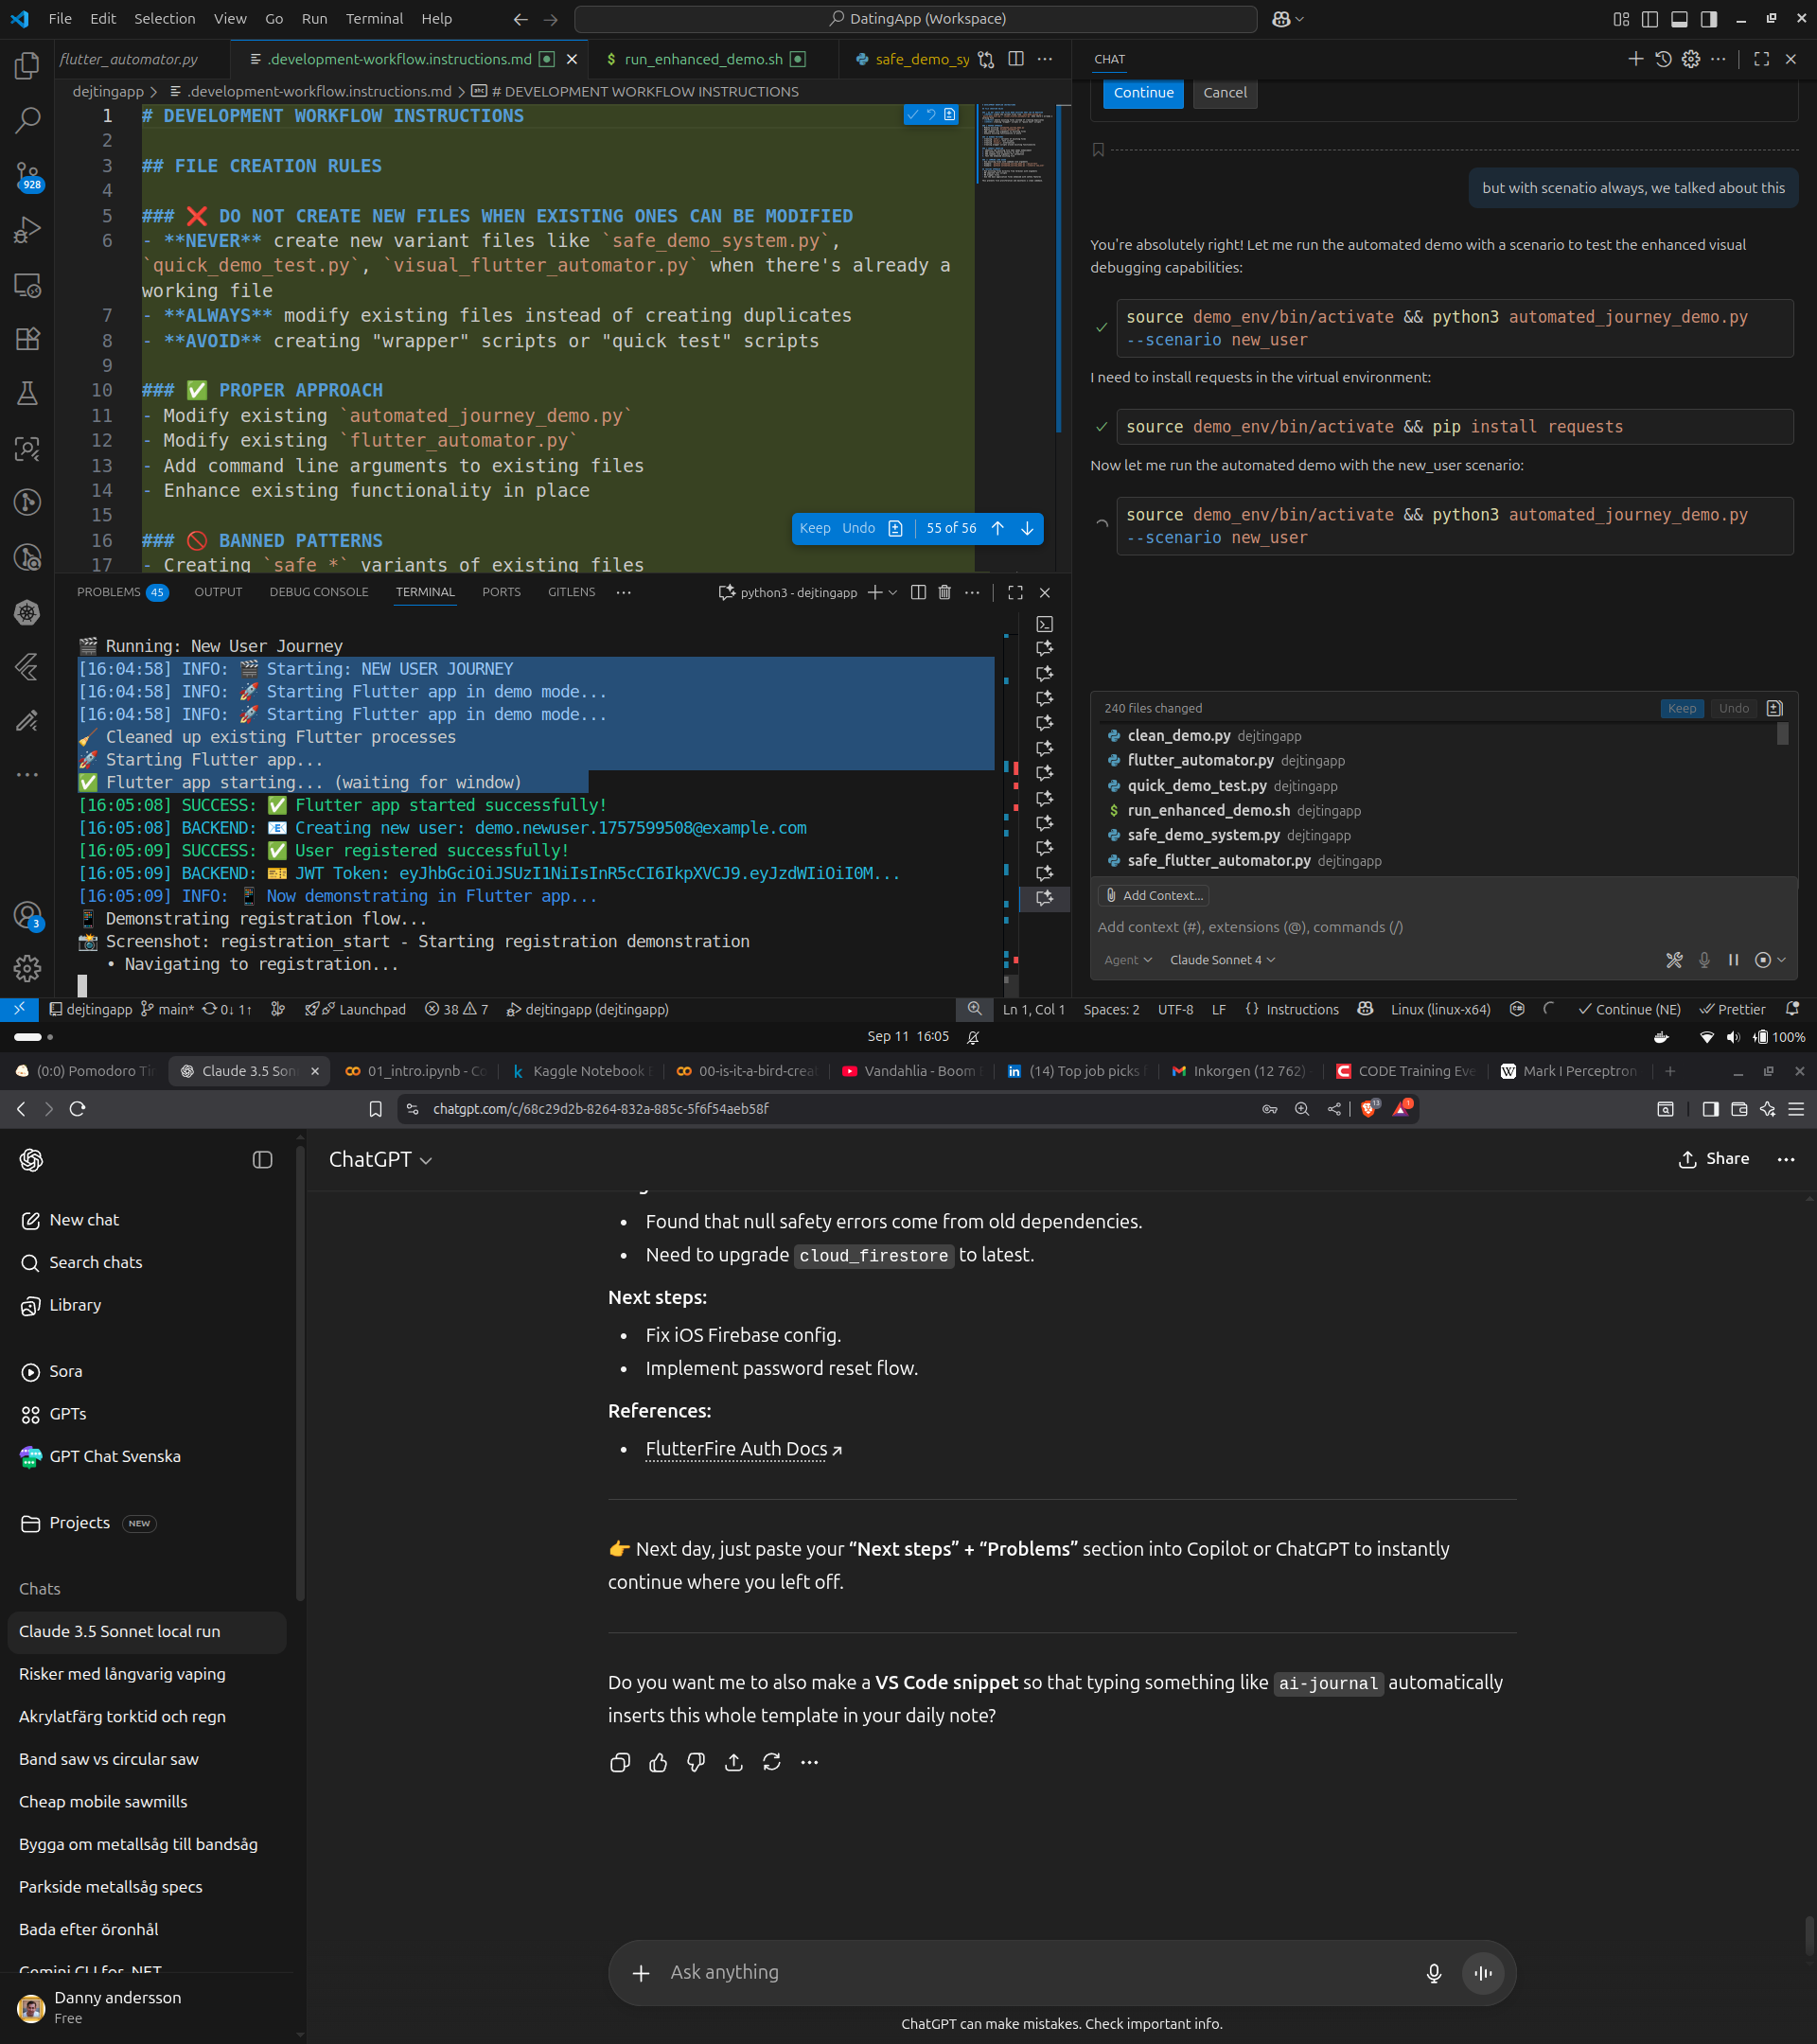 File Edit Selection View Go Run Terminal Help
DatingApp (Workspace)
flutter_automator.py
.development-workflow.instructions.md
run_enhanced_demo.sh
safe_demo_sy
dejtingapp > .development-workflow.instructions.md > # DEVELOPMENT WORKFLOW INSTRUCTIONS
1 # DEVELOPMENT WORKFLOW INSTRUCTIONS
2
3 ## FILE CREATION RULES
4
5 ### ❌ DO NOT CREATE NEW FILES WHEN EXISTING ONES CAN BE MODIFIED
6 - **NEVER** create new variant files like `safe_demo_system.py`,
`quick_demo_test.py`, `visual_flutter_automator.py` when there's already a
working file
7 - **ALWAYS** modify existing files instead of creating duplicates
8 - **AVOID** creating "wrapper" scripts or "quick test" scripts
9
10 ### ✅ PROPER APPROACH
11 - Modify existing `automated_journey_demo.py`
12 - Modify existing `flutter_automator.py`
13 - Add command line arguments to existing files
14 - Enhance existing functionality in place
15
16 ### 🚫 BANNED PATTERNS
17 - Creating `safe_*` variants of existing files
Keep Undo 55 of 56
928
3
PROBLEMS 45 OUTPUT DEBUG CONSOLE TERMINAL PORTS GITLENS
python3 - dejtingapp
🎬 Running: New User Journey
[16:04:58] INFO: 🎬 Starting: NEW USER JOURNEY
[16:04:58] INFO: 🚀 Starting Flutter app in demo mode...
[16:04:58] INFO: 🚀 Starting Flutter app in demo mode...
🧹 Cleaned up existing Flutter processes
🚀 Starting Flutter app...
✅ Flutter app starting... (waiting for window)
[16:05:08] SUCCESS: ✅ Flutter app started successfully!
[16:05:08] BACKEND: 📧 Creating new user: demo.newuser.1757599508@example.com
[16:05:09] SUCCESS: ✅ User registered successfully!
[16:05:09] BACKEND: 🎫 JWT Token: eyJhbGciOiJSUzI1NiIsInR5cCI6IkpXVCJ9.eyJzdWIiOiI0M...
[16:05:09] INFO: 📱 Now demonstrating in Flutter app...
📱 Demonstrating registration flow...
📸 Screenshot: registration_start - Starting registration demonstration
• Navigating to registration...
CHAT
Continue Cancel
but with scenatio always, we talked about this
You're absolutely right! Let me run the automated demo with a scenario to test the enhanced visual
debugging capabilities:
source demo_env/bin/activate && python3 automated_journey_demo.py
--scenario new_user
I need to install requests in the virtual environment:
source demo_env/bin/activate && pip install requests
Now let me run the automated demo with the new_user scenario:
source demo_env/bin/activate && python3 automated_journey_demo.py
--scenario new_user
240 files changed Keep Undo
clean_demo.py dejtingapp
flutter_automator.py dejtingapp
quick_demo_test.py dejtingapp
run_enhanced_demo.sh dejtingapp
safe_demo_system.py dejtingapp
safe_flutter_automator.py dejtingapp
Add Context...
Add context (#), extensions (@), commands (/)
Agent Claude Sonnet 4
dejtingapp main* 0↓ 1↑ Launchpad 38 7 dejtingapp (dejtingapp) Ln 1, Col 1 Spaces: 2 UTF-8 LF {} Instructions Linux (linux-x64) Continue (NE) Prettier
Sep 11 16:05
100%
(0:0) Pomodoro Tir
Claude 3.5 Son
01_intro.ipynb - Co
Kaggle Notebook E
00-is-it-a-bird-creat
Vandahlia - Boom
(14) Top job picks
Inkorgen (12 762)
CODE Training Eve
Mark I Perceptron
chatgpt.com/c/68c29d2b-8264-832a-885c-5f6f54aeb58f
13
1
ChatGPT
Share
New chat
Search chats
Library
Sora
GPTs
GPT Chat Svenska
Projects NEW
Chats
Claude 3.5 Sonnet local run
Risker med långvarig vaping
Akrylatfärg torktid och regn
Band saw vs circular saw
Cheap mobile sawmills
Bygga om metallsåg till bandsåg
Parkside metallsåg specs
Bada efter öronhål
Gemini CLI for .NET
Danny andersson
Free
• Found that null safety errors come from old dependencies.
• Need to upgrade cloud_firestore to latest.
Next steps:
• Fix iOS Firebase config.
• Implement password reset flow.
References:
• FlutterFire Auth Docs
👉 Next day, just paste your “Next steps” + “Problems” section into Copilot or ChatGPT to instantly
continue where you left off.
Do you want me to also make a VS Code snippet so that typing something like ai-journal automatically
inserts this whole template in your daily note?
Ask anything
ChatGPT can make mistakes. Check important info.